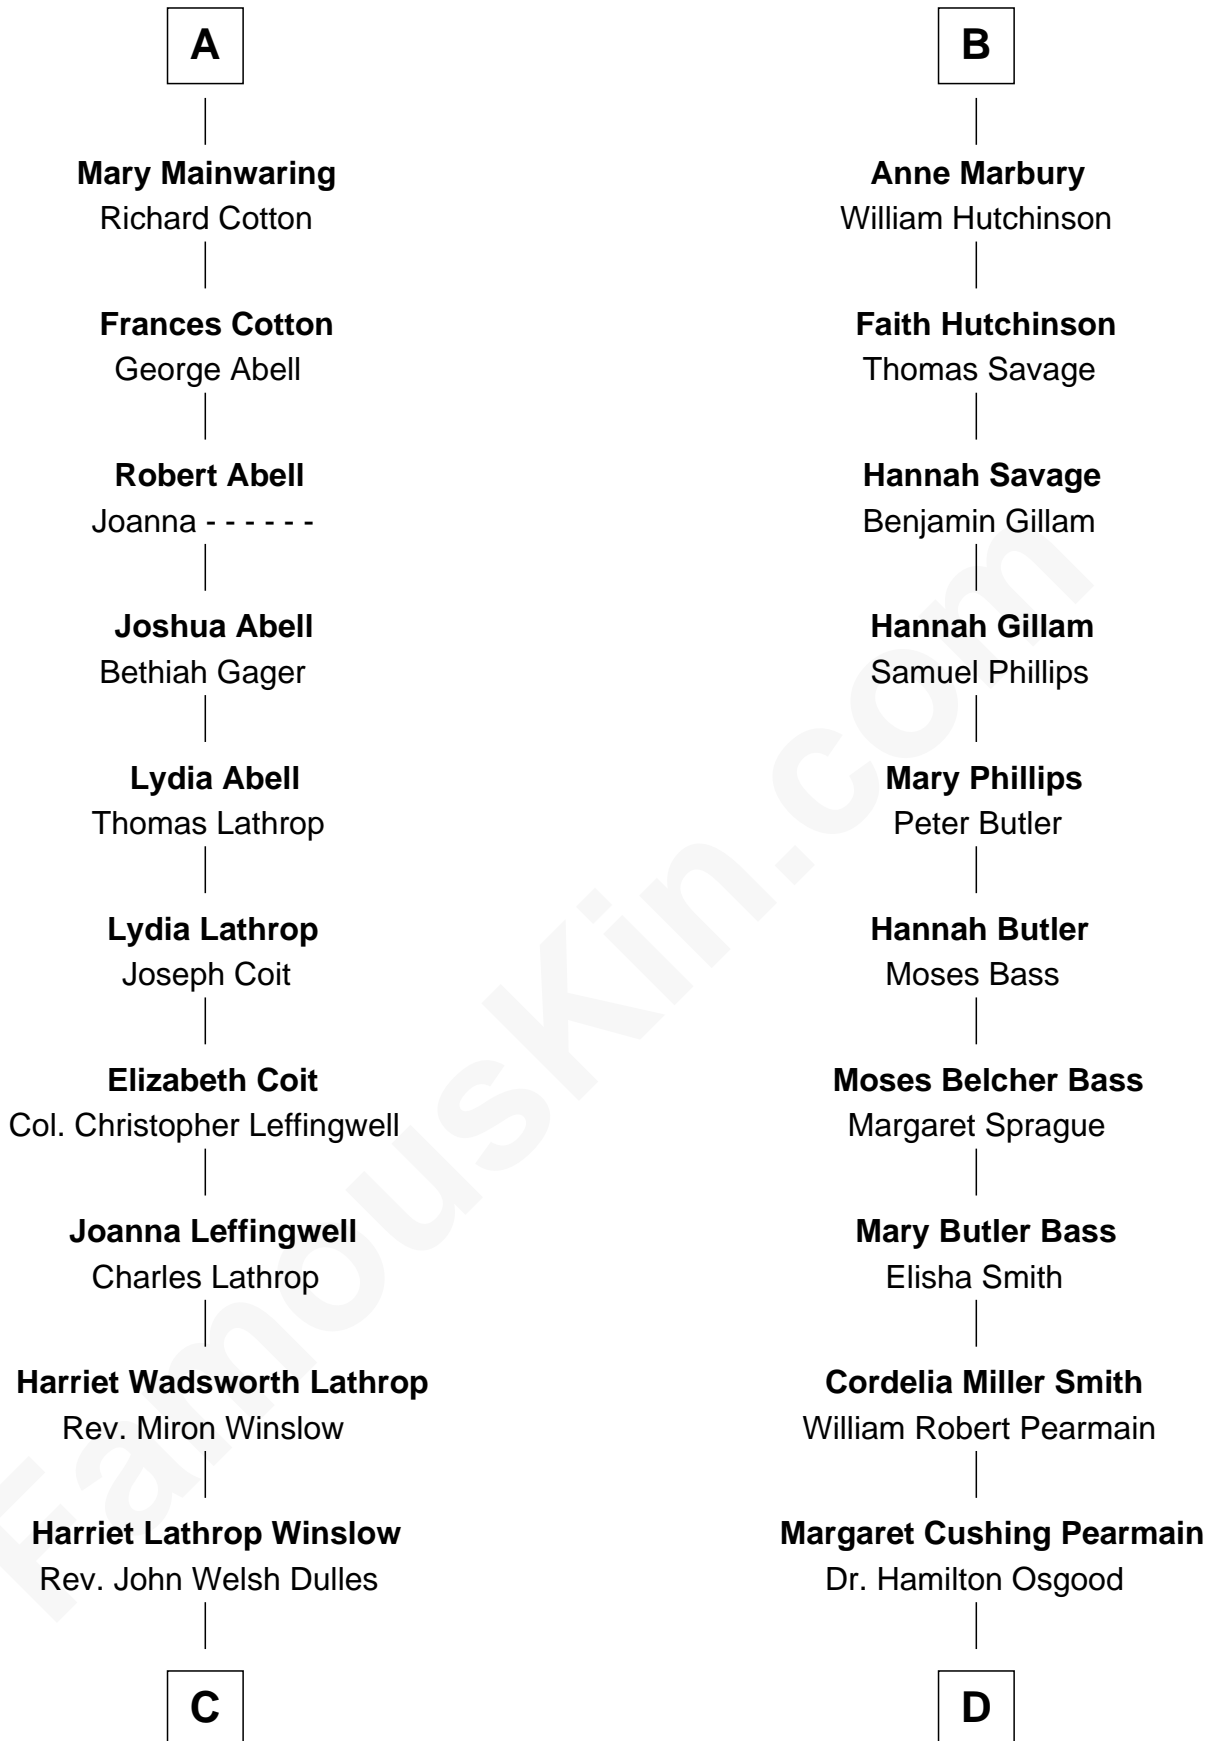 A
Mary Mainwaring
Richard Cotton
Frances Cotton
George Abell
Robert Abell
Joanna - - - - - -
Joshua Abell
Bethiah Gager
Lydia Abell
Thomas Lathrop
Lydia Lathrop
Joseph Coit
Elizabeth Coit
Col. Christopher Leffingwell
Joanna Leffingwell
Charles Lathrop
Harriet Wadsworth Lathrop
Rev. Miron Winslow
Harriet Lathrop Winslow
Rev. John Welsh Dulles
C
B
Anne Marbury
William Hutchinson
Faith Hutchinson
Thomas Savage
Hannah Savage
Benjamin Gillam
Hannah Gillam
Samuel Phillips
Mary Phillips
Peter Butler
Hannah Butler
Moses Bass
Moses Belcher Bass
Margaret Sprague
Mary Butler Bass
Elisha Smith
Cordelia Miller Smith
William Robert Pearmain
Margaret Cushing Pearmain
Dr. Hamilton Osgood
D
FamousKin.com